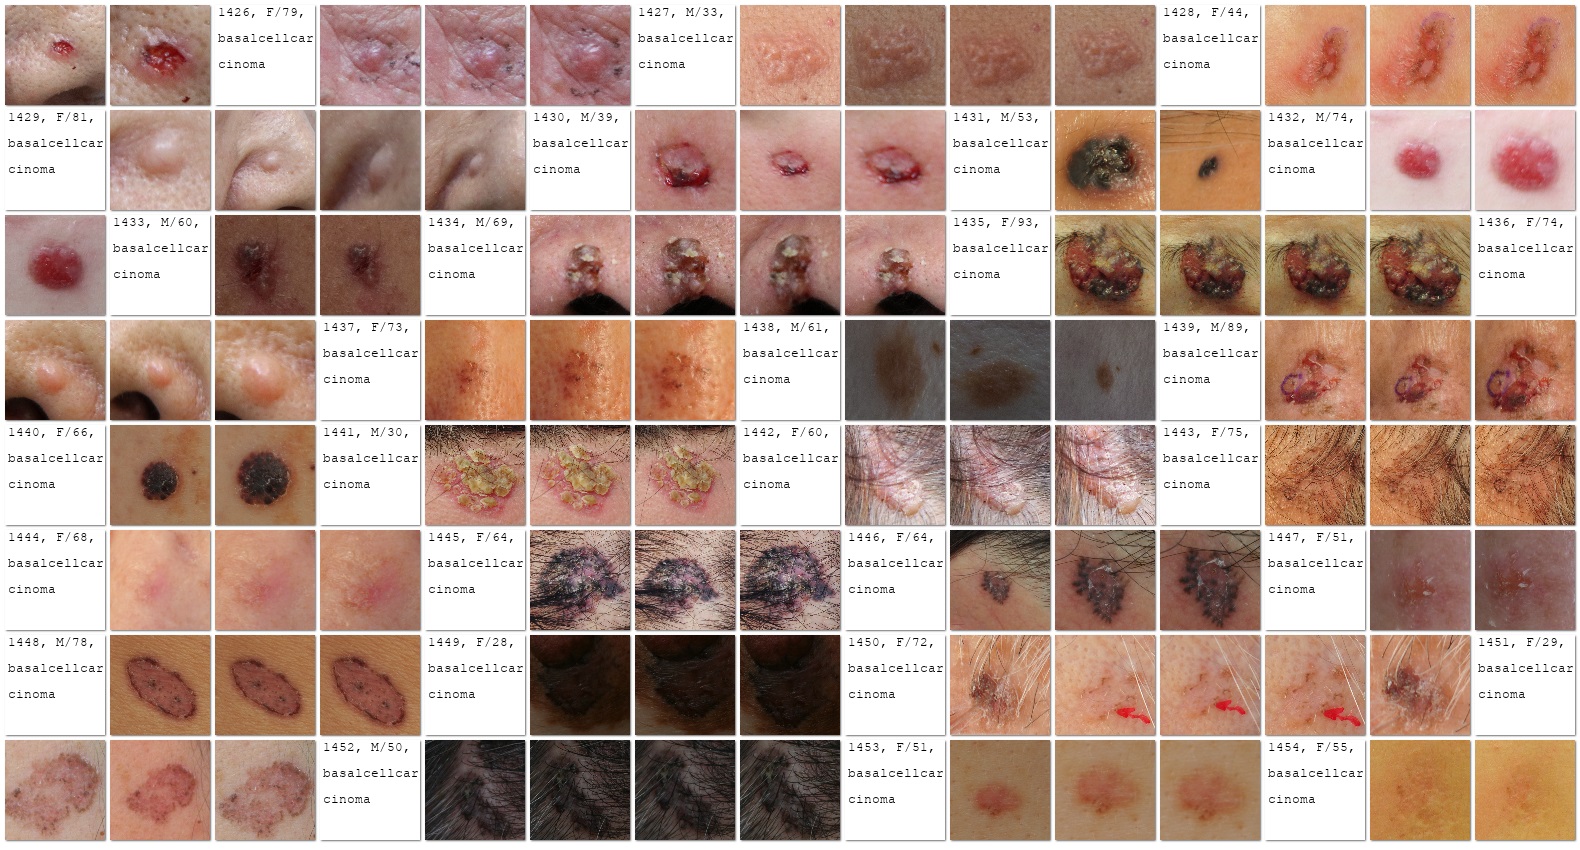 1426, F/79,
basalcellcar
cinoma
1427, M/33,
basalcellcar
cinoma
1428, F/44,
basalcellcar
cinoma
1429, F/81,
basalcellcar
cinoma
1430, M/39,
basalcellcar
cinoma
1431, M/53,
basalcellcar
cinoma
1432, M/74,
basalcellcar
cinoma
1433, M/60,
basalcellcar
cinoma
1434, M/69,
basalcellcar
cinoma
1435, F/93,
basalcellcar
cinoma
1436, F/74,
basalcellcar
cinoma
1437, F/73,
basalcellcar
cinoma
1438, M/61,
basalcellcar
cinoma
1439, M/89,
basalcellcar
cinoma
1440, F/66,
basalcellcar
cinoma
1441, M/30,
basalcellcar
cinoma
1442, F/60,
basalcellcar
cinoma
1443, F/75,
basalcellcar
cinoma
1444, F/68,
basalcellcar
cinoma
1445, F/64,
basalcellcar
cinoma
1446, F/64,
basalcellcar
cinoma
1447, F/51,
basalcellcar
cinoma
1448, M/78,
basalcellcar
cinoma
1449, F/28,
basalcellcar
cinoma
1450, F/72,
basalcellcar
cinoma
1451, F/29,
basalcellcar
cinoma
1452, M/50,
basalcellcar
cinoma
1453, F/51,
basalcellcar
cinoma
1454, F/55,
basalcellcar
cinoma